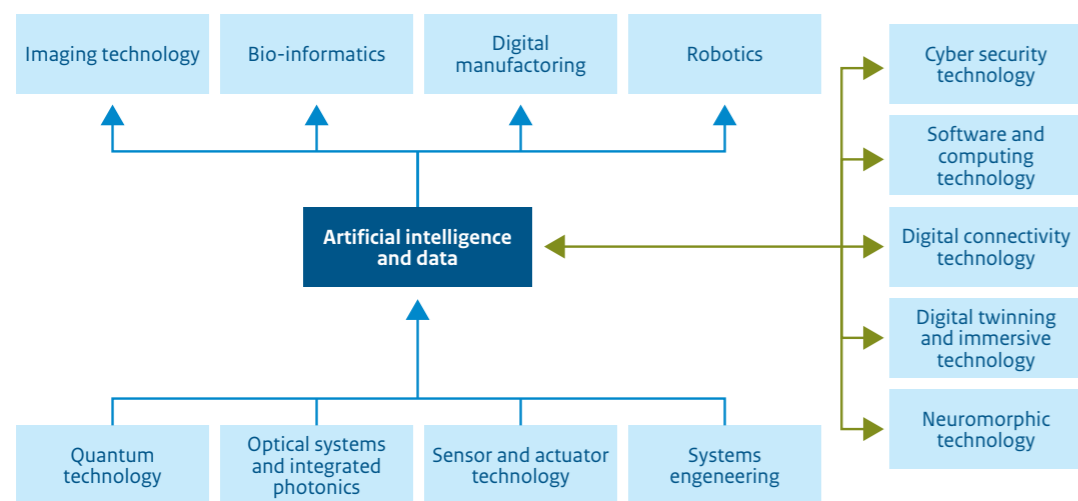 Imaging technology
Bio-informatics
Digital
manufactoring
Robotics
Cyber security
technology
Software and
computing
technology
Artificial intelligence
and data
Digital connectivity
technology
Digital twinning
and immersive
technology
Neuromorphic
technology
Quantum
technology
Optical systems
and integrated
photonics
Sensor and actuator
technology
Systems
engeneering